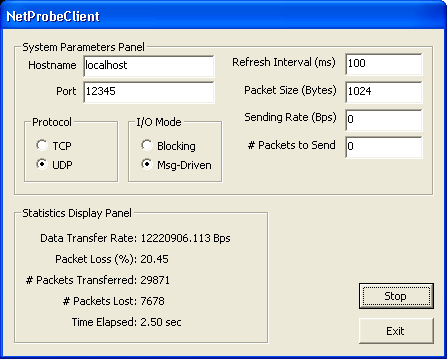 NetProbeClient
System Parameters Panel
Hostname localhost
Port 12345
Refresh Interval (ms) 100
Packet Size (Bytes) 1024
Sending Rate (Bps) 0
# Packets to Send 0
Protocol
TCP
UDP
I/O Mode
Blocking
Msg-Driven
Statistics Display Panel
Data Transfer Rate: 12220906.113 Bps
Packet Loss (%): 20.45
# Packets Transferred: 29871
# Packets Lost: 7678
Time Elapsed: 2.50 sec
Stop
Exit